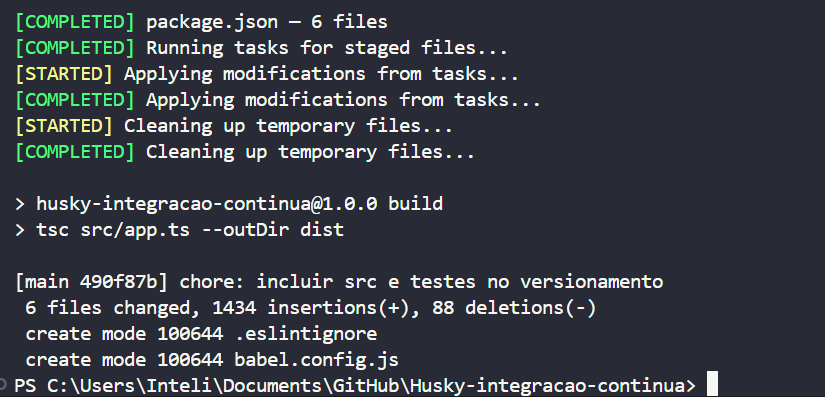 [COMPLETED] package.json — 6 files
[COMPLETED] Running tasks for staged files...
[STARTED] Applying modifications from tasks...
[COMPLETED] Applying modifications from tasks...
[STARTED] Cleaning up temporary files...
[COMPLETED] Cleaning up temporary files...
> husky-integracao-continua@1.0.0 build
> tsc src/app.ts --outDir dist
[main 490f87b] chore: incluir src e testes no versionamento
6 files changed, 1434 insertions(+), 88 deletions(-)
create mode 100644 .eslintignore
create mode 100644 babel.config.js
PS C:\Users\Inteli\Documents\GitHub\Husky-integracao-continua>